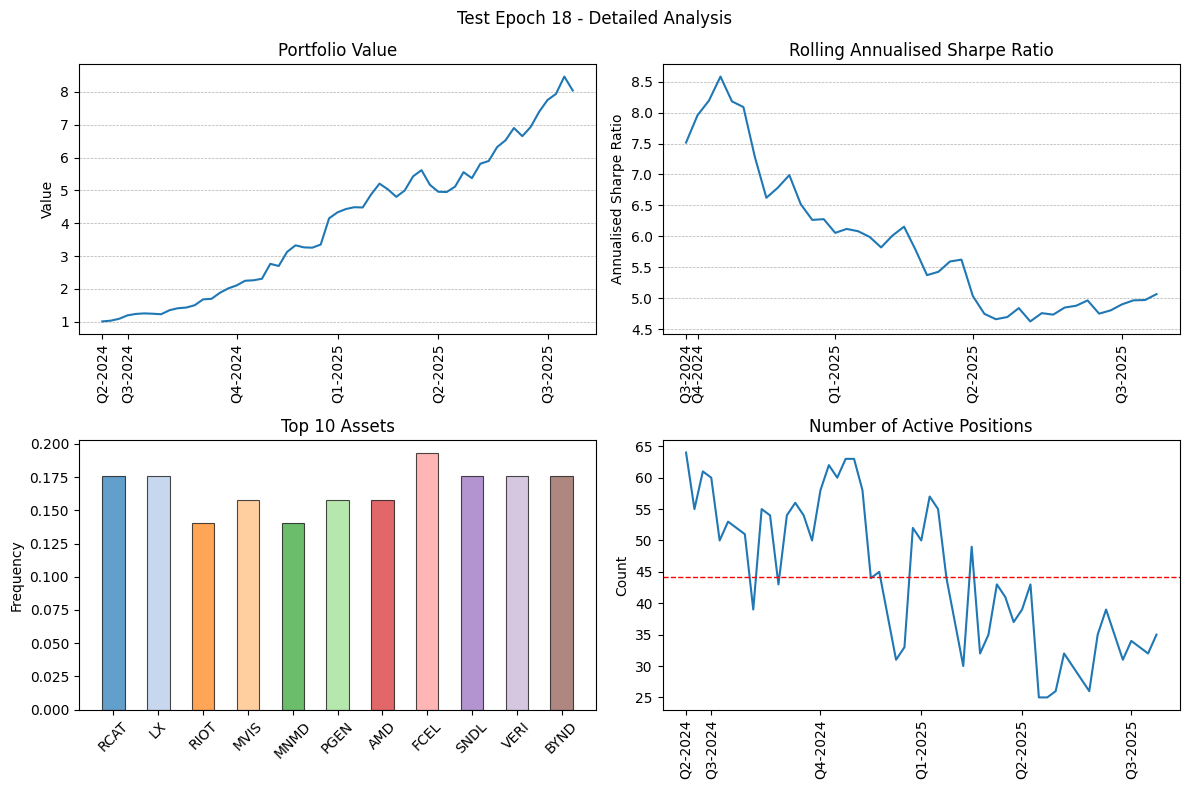 Test Epoch 18 - Detailed Analysis
Portfolio Value
Value
8
7
6
5
4
3
2
1
Q2-2024
Q3-2024
Q4-2024
Q1-2025
Q2-2025
Q3-2025
Rolling Annualised Sharpe Ratio
Annualised Sharpe Ratio
8.5
8.0
7.5
7.0
6.5
6.0
5.5
5.0
4.5
Q3-2024
Q4-2024
Q1-2025
Q2-2025
Q3-2025
Top 10 Assets
Frequency
0.200
0.175
0.150
0.125
0.100
0.075
0.050
0.025
0.000
RCAT
LX
RIOT
MVIS
MNMD
PGEN
AMD
FCEL
SNDL
VERI
BYND
Number of Active Positions
Count
65
60
55
50
45
40
35
30
25
Q2-2024
Q3-2024
Q4-2024
Q1-2025
Q2-2025
Q3-2025